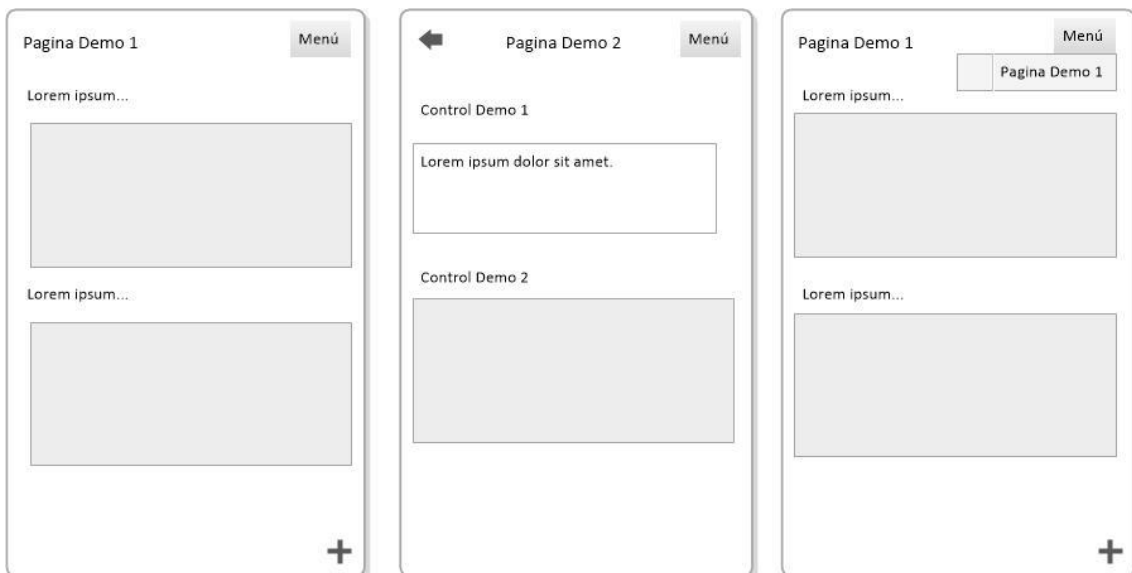 Pagina Demo 1
Menú
Lorem ipsum...
Lorem ipsum...
Pagina Demo 2
Menú
Control Demo 1
Lorem ipsum dolor sit amet.
Control Demo 2
Pagina Demo 1
Menú
Pagina Demo 1
Lorem ipsum...
Lorem ipsum...